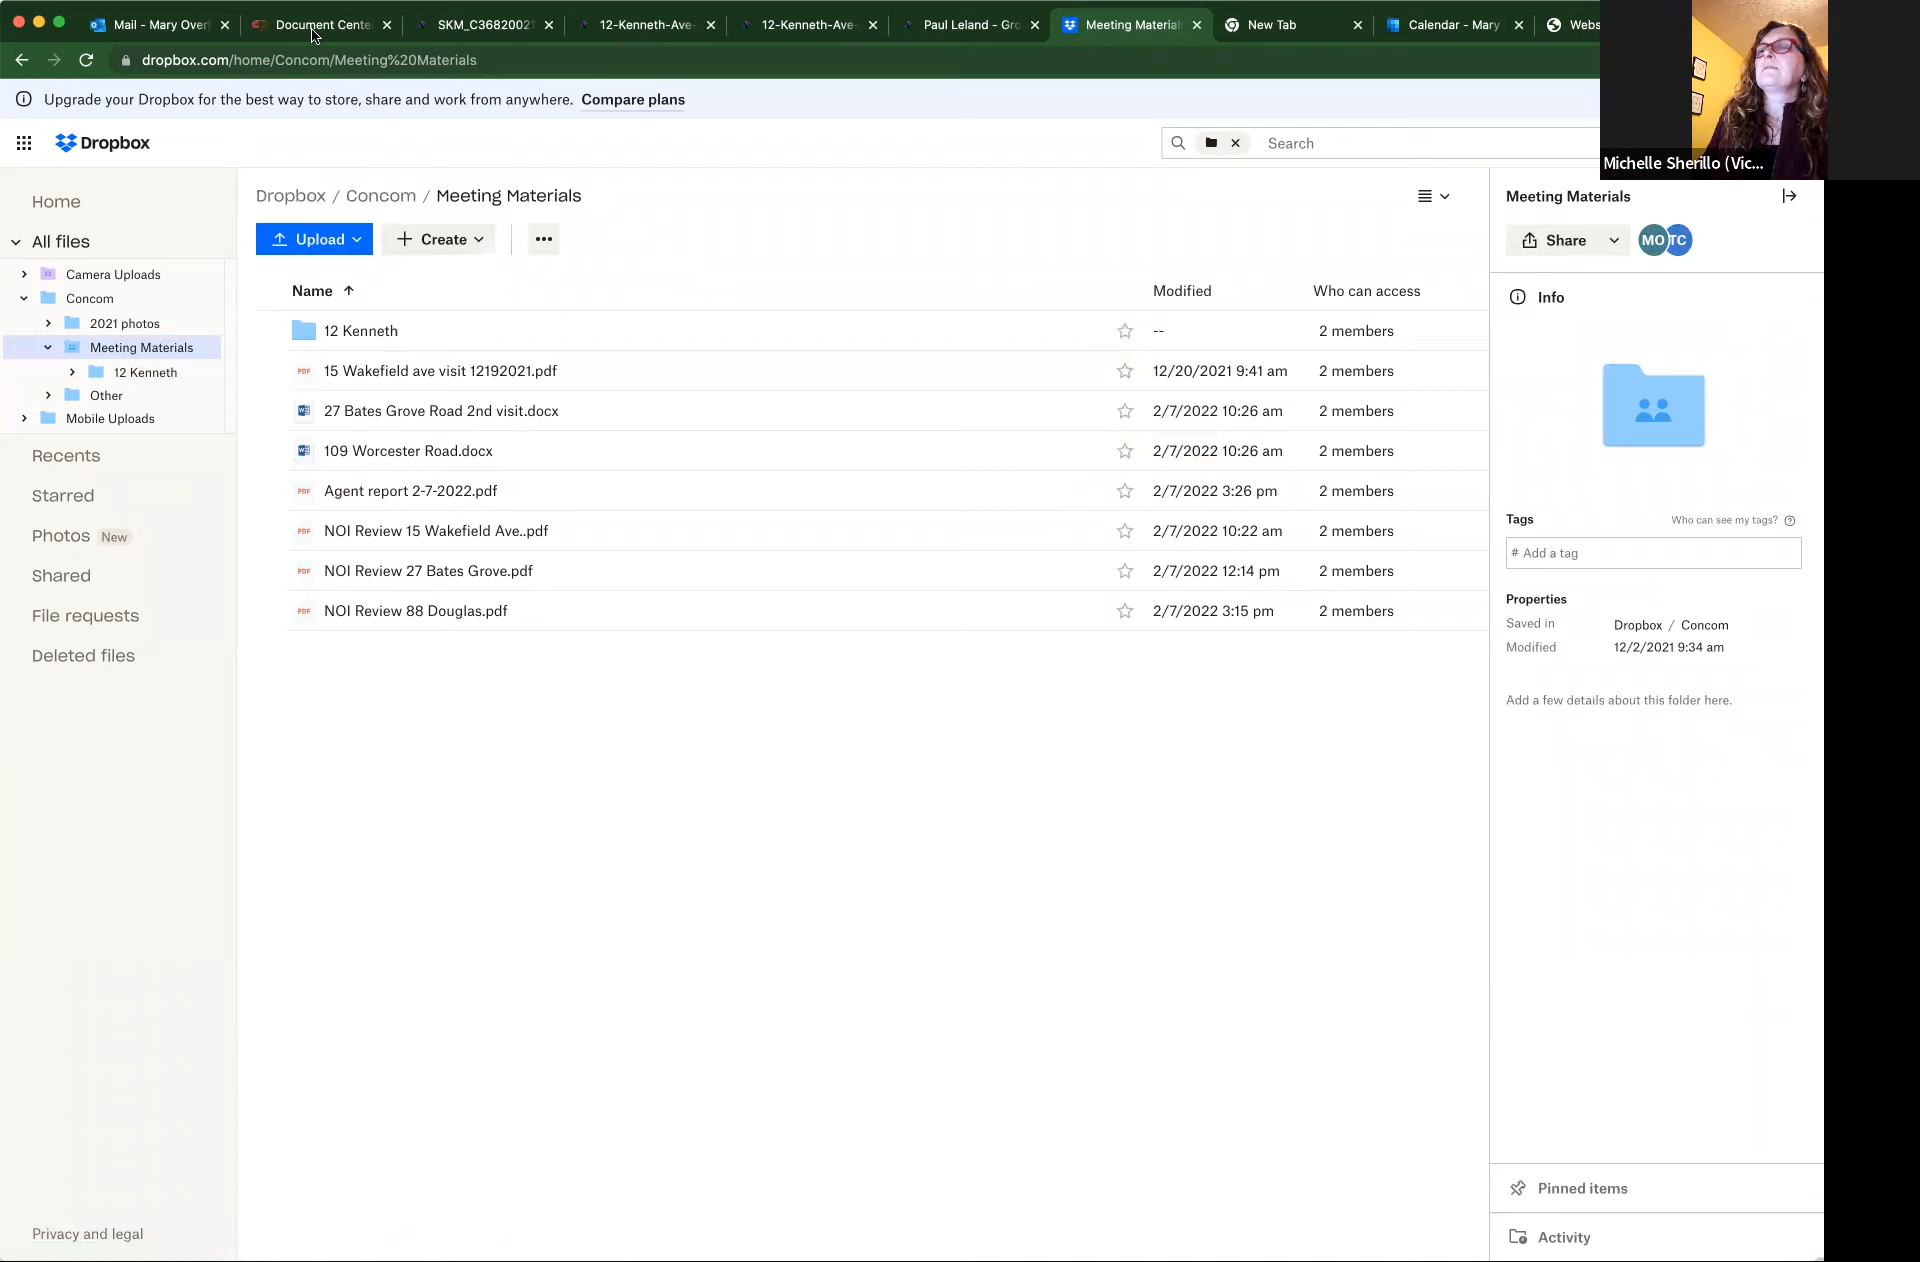 Mail - Mary Over
Document Cente
SKM_C3682002
12-Kenneth-Ave-
12-Kenneth-Ave-
Paul Leland - Gro
Meeting Material
New Tab
Calendar - Mary
Webs
dropbox.com/home/Concom/Meeting%20Materials
Upgrade your Dropbox for the best way to store, share and work from anywhere. Compare plans
Dropbox
Search
Michelle Sherillo (Vic...
Home
All files
Camera Uploads
Concom
2021 photos
Meeting Materials
12 Kenneth
Other
Mobile Uploads
Recents
Starred
Photos New
Shared
File requests
Deleted files
Privacy and legal
Dropbox / Concom / Meeting Materials
Upload
Create
Name Modified Who can access
12 Kenneth -- 2 members
PDF 15 Wakefield ave visit 12192021.pdf 12/20/2021 9:41 am 2 members
W 27 Bates Grove Road 2nd visit.docx 2/7/2022 10:26 am 2 members
W 109 Worcester Road.docx 2/7/2022 10:26 am 2 members
PDF Agent report 2-7-2022.pdf 2/7/2022 3:26 pm 2 members
PDF NOI Review 15 Wakefield Ave..pdf 2/7/2022 10:22 am 2 members
PDF NOI Review 27 Bates Grove.pdf 2/7/2022 12:14 pm 2 members
PDF NOI Review 88 Douglas.pdf 2/7/2022 3:15 pm 2 members
Meeting Materials
Share
MO TC
Info
Tags Who can see my tags?
# Add a tag
Properties
Saved in Dropbox / Concom
Modified 12/2/2021 9:34 am
Add a few details about this folder here.
Pinned items
Activity